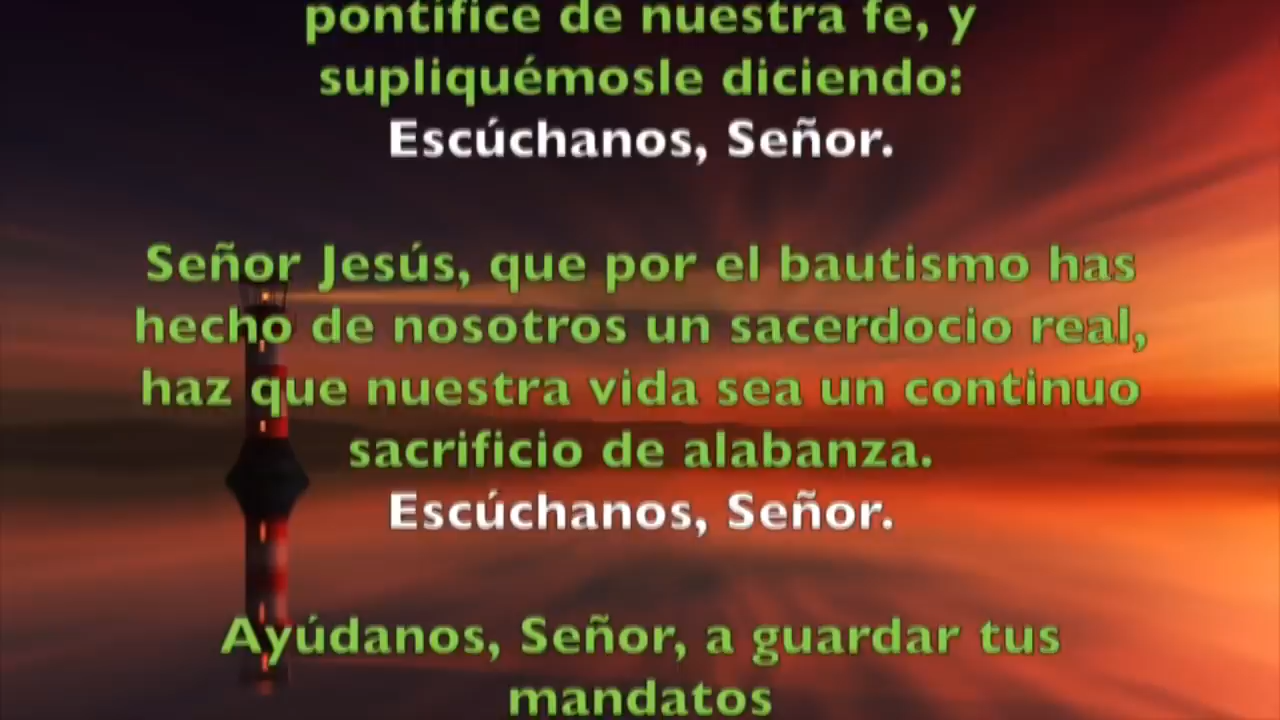 pontífice de nuestra fe, y
supliquémosle diciendo:
Escúchanos, Señor.
Señor Jesús, que por el bautismo has
hecho de nosotros un sacerdocio real,
haz que nuestra vida sea un continuo
sacrificio de alabanza.
Escúchanos, Señor.
Ayúdanos, Señor, a guardar tus
mandatos